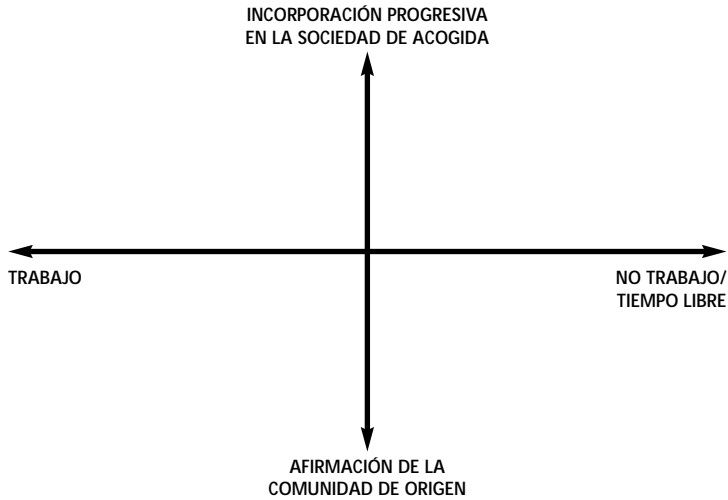 INCORPORACIÓN PROGRESIVA
EN LA SOCIEDAD DE ACOGIDA
TRABAJO
NO TRABAJO/
TIEMPO LIBRE
AFIRMACIÓN DE LA
COMUNIDAD DE ORIGEN